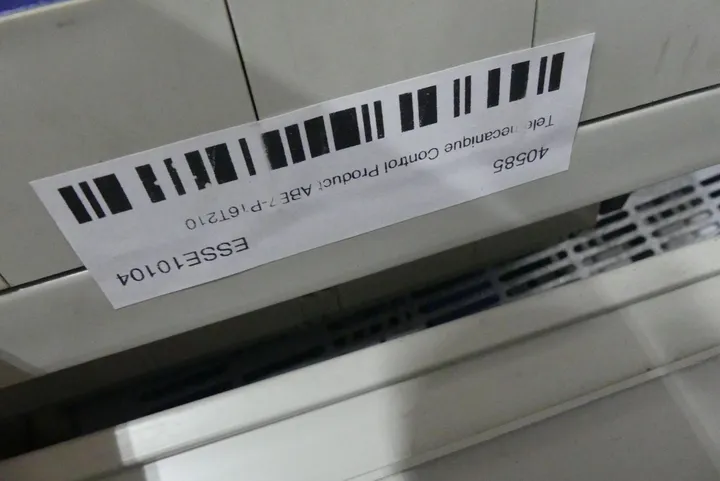 40585 ESSE10104
Telemecanique Control Product ABE7-P16T210